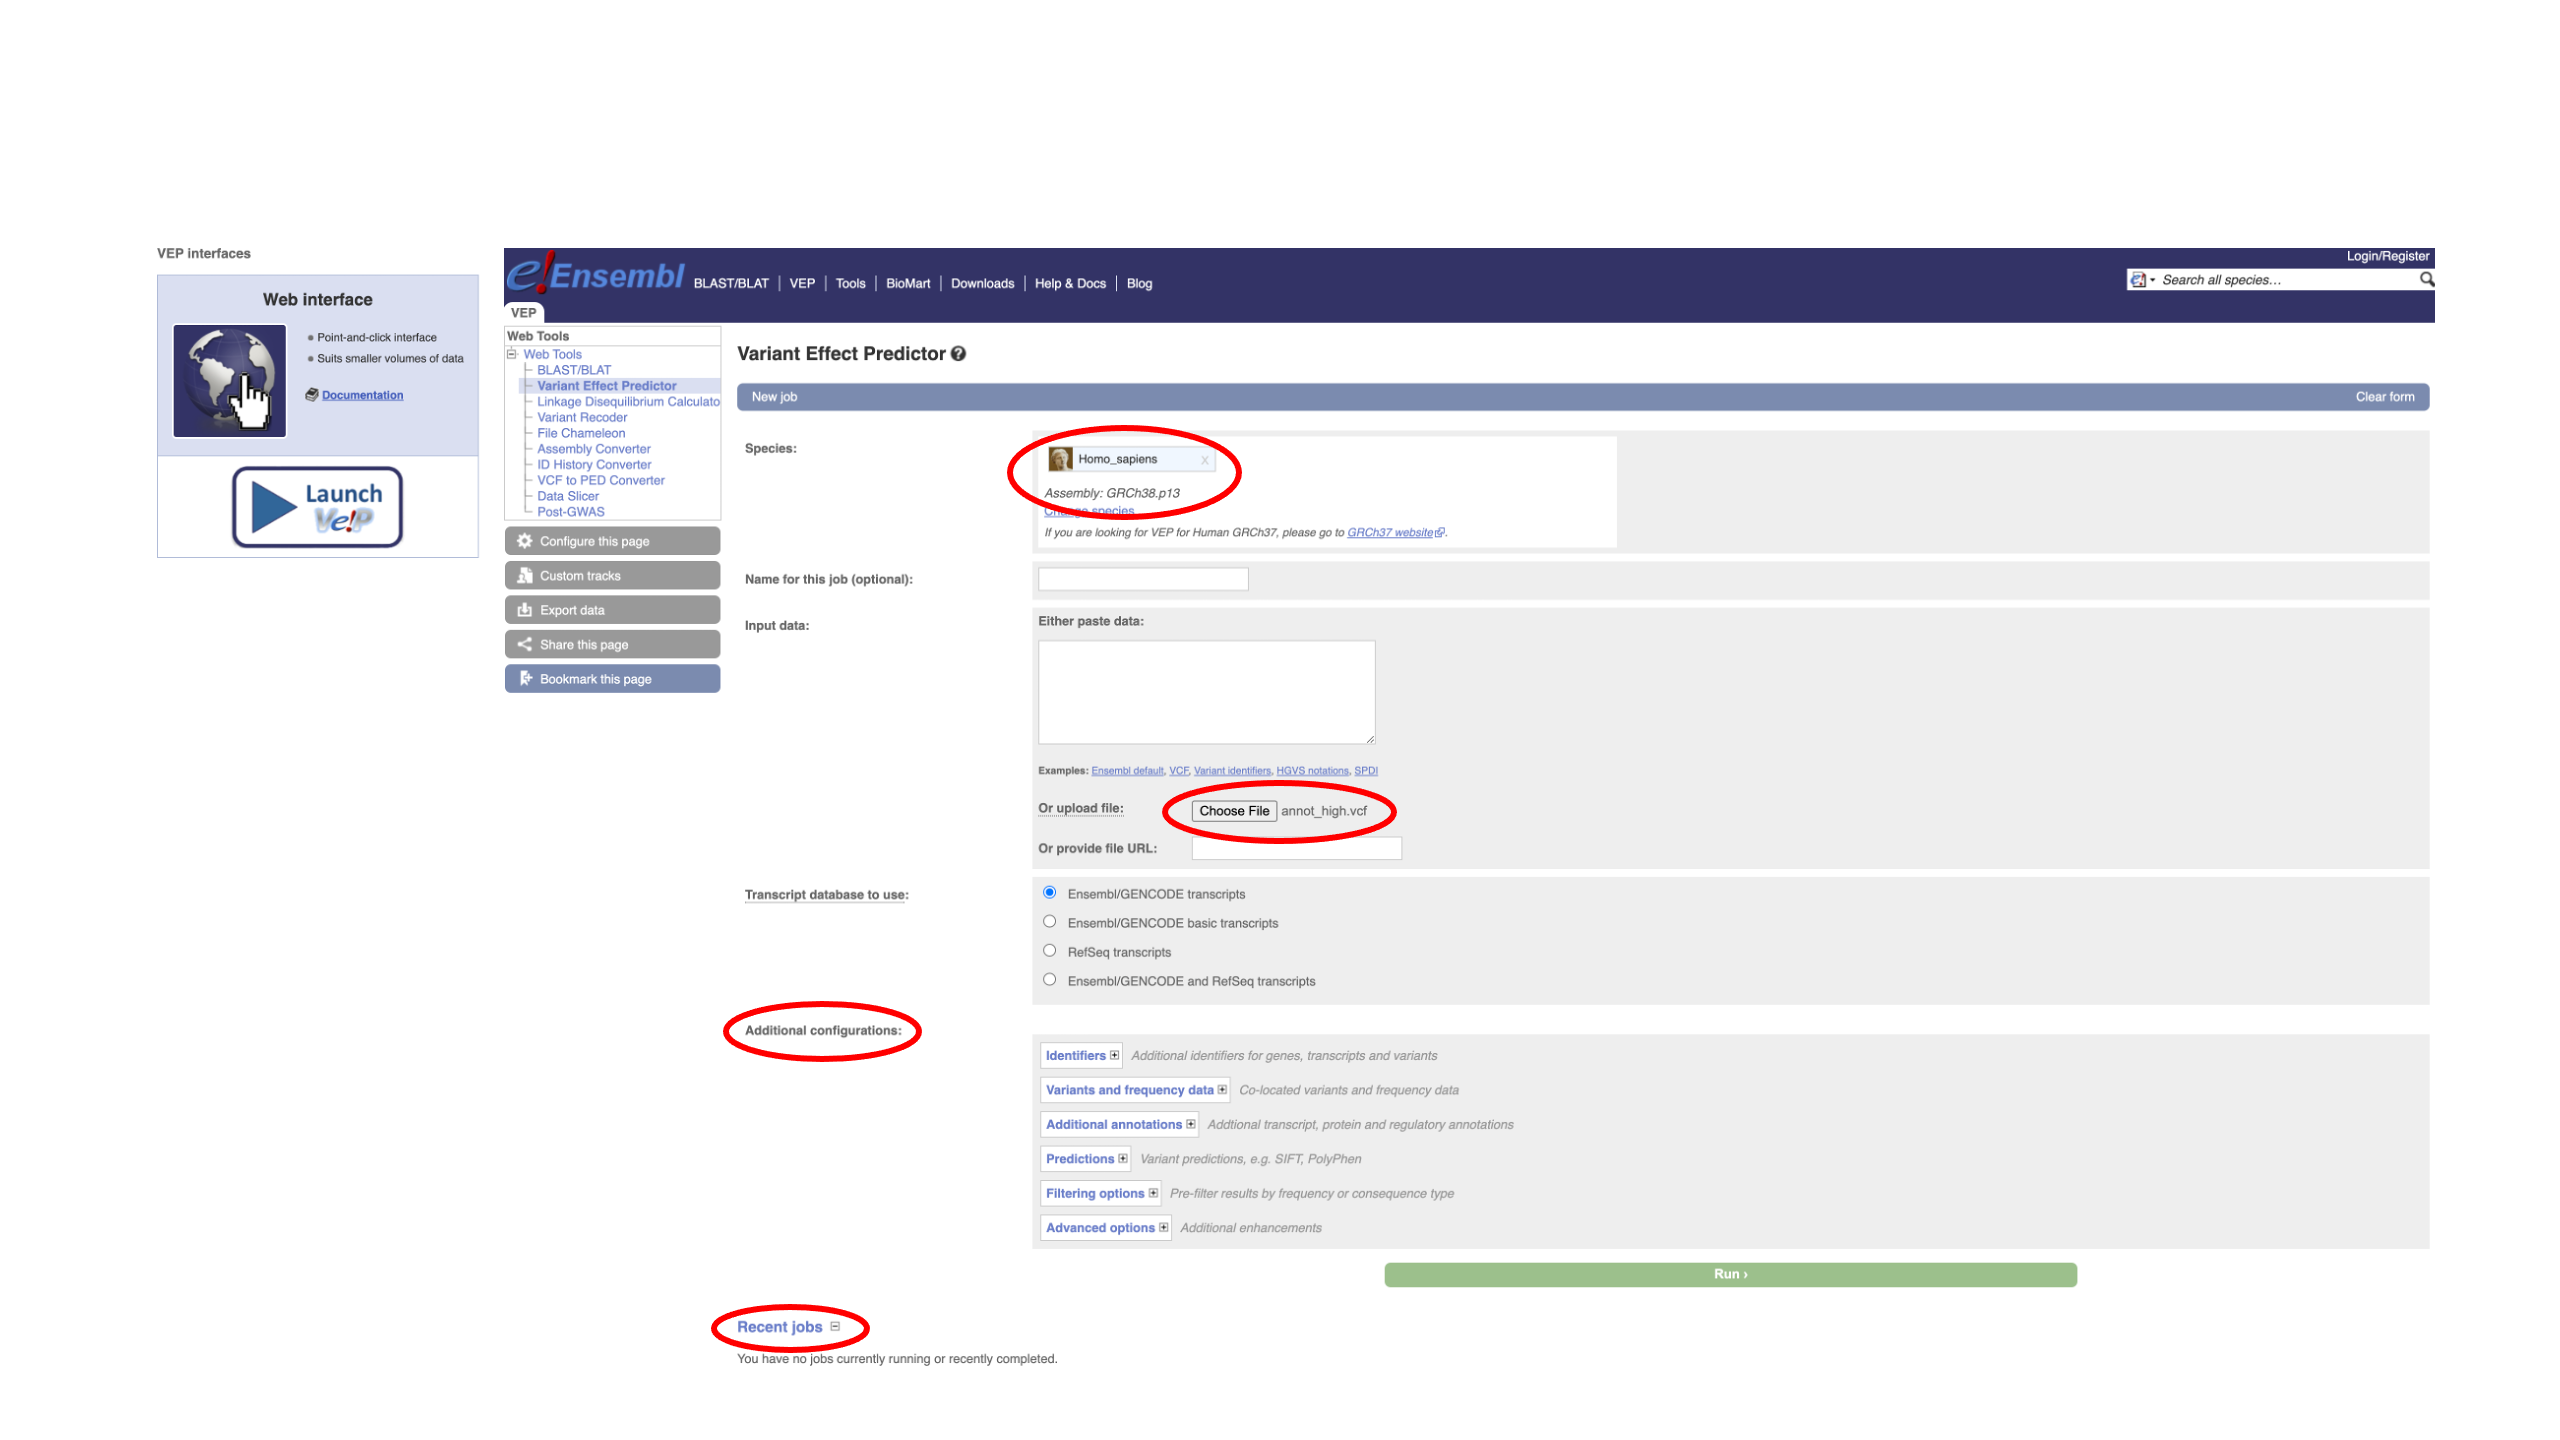 VEP interfaces
Web interface
Point-and-click interface
Suits smaller volumes of data
Documentation
Launch
Ve!P
e!Ensembl
BLAST/BLAT | VEP | Tools | BioMart | Downloads | Help & Docs | Blog
Login/Register
Search all species...
VEP
Web Tools
Web Tools
BLAST/BLAT
Variant Effect Predictor
Linkage Disequilibrium Calculato
Variant Recoder
File Chameleon
Assembly Converter
ID History Converter
VCF to PED Converter
Data Slicer
Post-GWAS
Configure this page
Custom tracks
Export data
Share this page
Bookmark this page
Variant Effect Predictor ?
New job
Clear form
Species:
Homo_sapiens x
Assembly: GRCh38.p13
Change species
If you are looking for VEP for Human GRCh37, please go to GRCh37 website.
Name for this job (optional):
Input data:
Either paste data:
Examples: Ensembl default, VCF, Variant identifiers, HGVS notations, SPDI
Or upload file: Choose File annot_high.vcf
Or provide file URL:
Transcript database to use:
Ensembl/GENCODE transcripts
Ensembl/GENCODE basic transcripts
RefSeq transcripts
Ensembl/GENCODE and RefSeq transcripts
Additional configurations:
Identifiers Additional identifiers for genes, transcripts and variants
Variants and frequency data Co-located variants and frequency data
Additional annotations Addtional transcript, protein and regulatory annotations
Predictions Variant predictions, e.g. SIFT, PolyPhen
Filtering options Pre-filter results by frequency or consequence type
Advanced options Additional enhancements
Run ›
Recent jobs
You have no jobs currently running or recently completed.